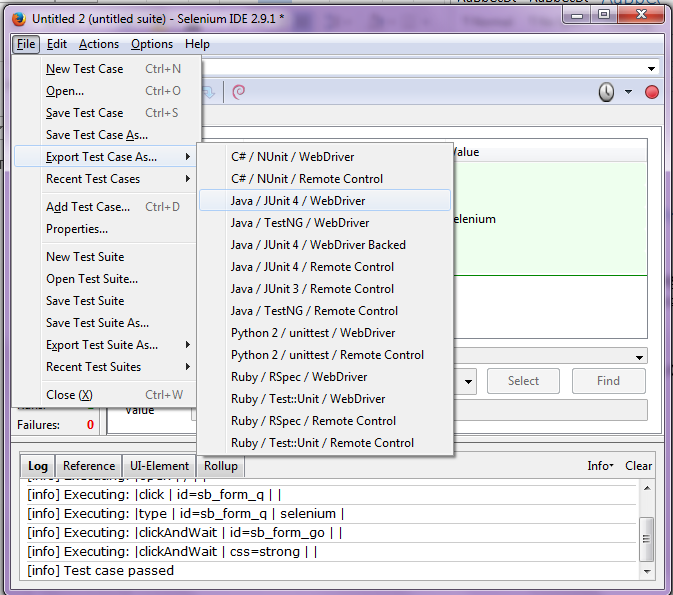 Untitled 2 (untitled suite) - Selenium IDE 2.9.1 *
File Edit Actions Options Help
New Test Case Ctrl+N
Open... Ctrl+O
Save Test Case Ctrl+S
Save Test Case As...
Export Test Case As...
Recent Test Cases
Add Test Case... Ctrl+D
Properties...
New Test Suite
Open Test Suite...
Save Test Suite
Save Test Suite As...
Export Test Suite As...
Recent Test Suites
Close (X) Ctrl+W
C# / NUnit / WebDriver
C# / NUnit / Remote Control
Java / JUnit 4 / WebDriver
Java / TestNG / WebDriver
Java / JUnit 4 / WebDriver Backed
Java / JUnit 4 / Remote Control
Java / JUnit 3 / Remote Control
Java / TestNG / Remote Control
Python 2 / unittest / WebDriver
Python 2 / unittest / Remote Control
Ruby / RSpec / WebDriver
Ruby / Test::Unit / WebDriver
Ruby / RSpec / Remote Control
Ruby / Test::Unit / Remote Control
Value
selenium
Select Find
Value
Failures: 0
Log Reference UI-Element Rollup Info Clear
[info] Executing: |open | / | |
[info] Executing: |click | id=sb_form_q | |
[info] Executing: |type | id=sb_form_q | selenium |
[info] Executing: |clickAndWait | id=sb_form_go | |
[info] Executing: |clickAndWait | css=strong | |
[info] Test case passed